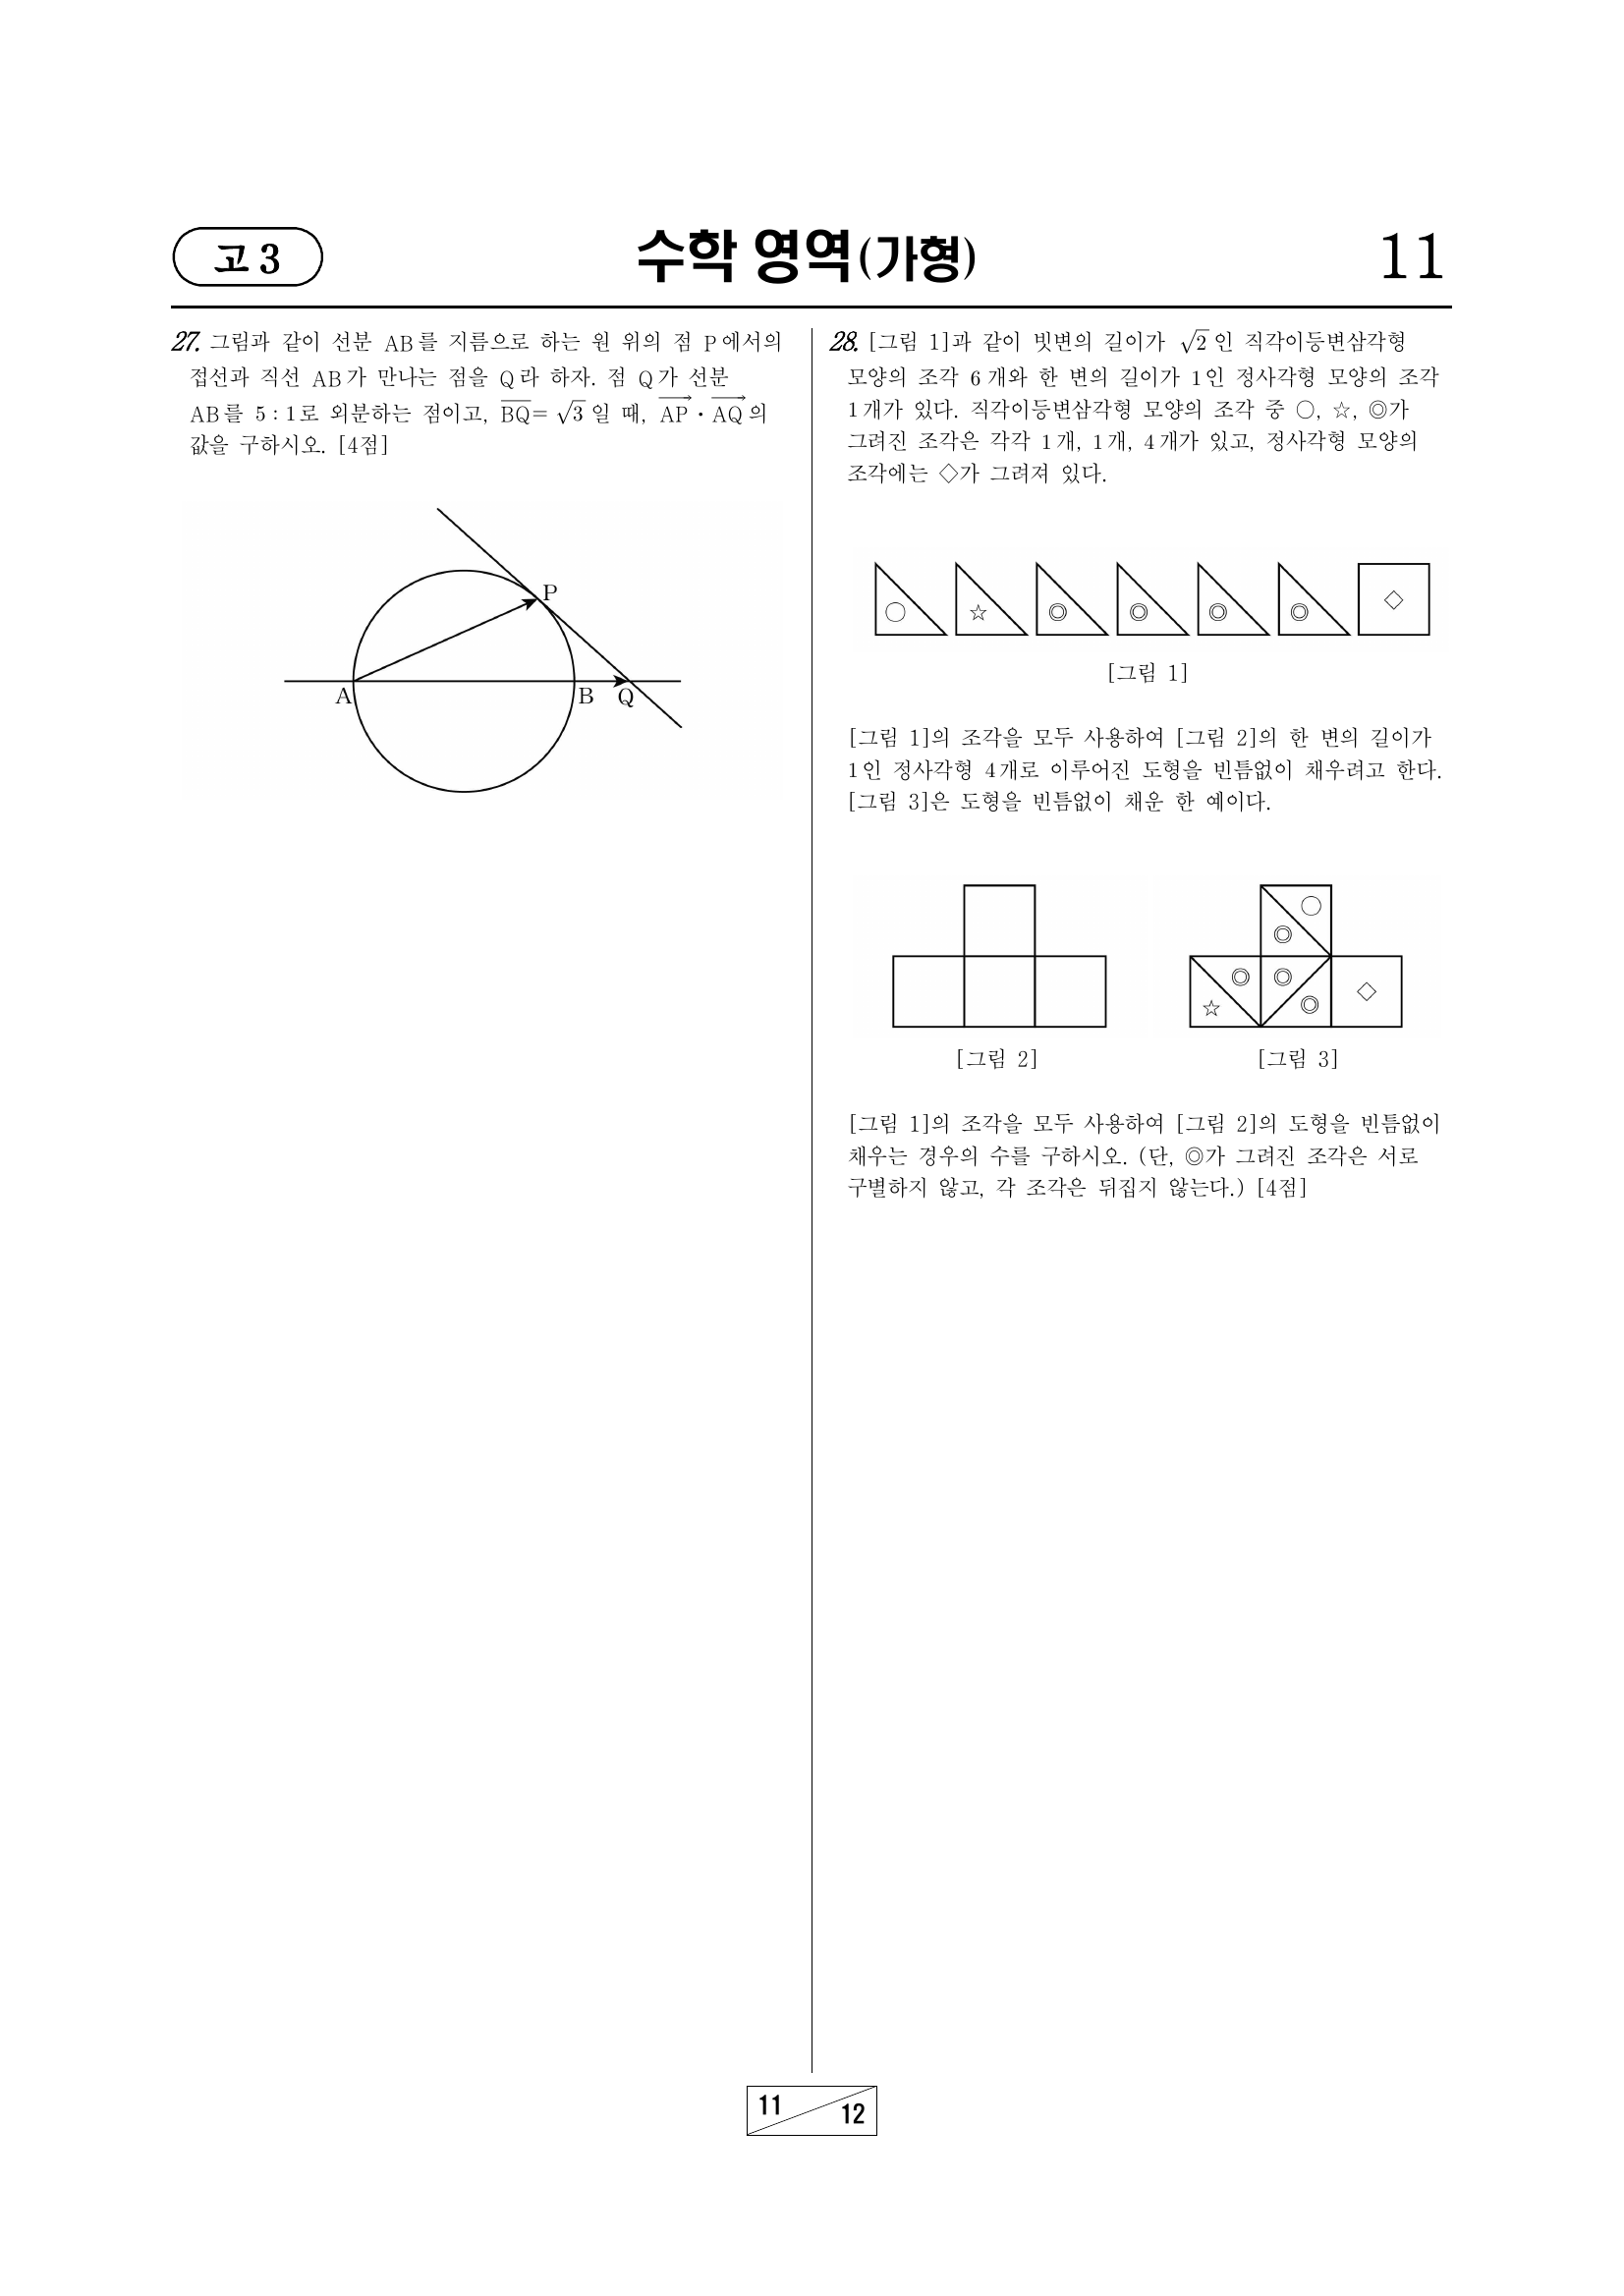 고 3
수학 영역(가형)
11
27. 그림과 같이 선분 AB를 지름으로 하는 원 위의 점 P에서의
접선과 직선 AB가 만나는 점을 Q라 하자. 점 Q가 선분
AB를 5 : 1로 외분하는 점이고, \overline{BQ}= √3 일 때, \overrightarrow{AP} · \overrightarrow{AQ}의
값을 구하시오. [4점]
P
A
B
Q
28. [그림 1]과 같이 빗변의 길이가 √2 인 직각이등변삼각형
모양의 조각 6개와 한 변의 길이가 1인 정사각형 모양의 조각
1개가 있다. 직각이등변삼각형 모양의 조각 중 ○, ☆, ◎가
그려진 조각은 각각 1개, 1개, 4개가 있고, 정사각형 모양의
조각에는 ◇가 그려져 있다.
○ ☆ ◎ ◎ ◎ ◎ ◇
[그림 1]
[그림 1]의 조각을 모두 사용하여 [그림 2]의 한 변의 길이가
1인 정사각형 4개로 이루어진 도형을 빈틈없이 채우려고 한다.
[그림 3]은 도형을 빈틈없이 채운 한 예이다.
○
◎
◎ ◎ ◇
☆ ◎
[그림 2] [그림 3]
[그림 1]의 조각을 모두 사용하여 [그림 2]의 도형을 빈틈없이
채우는 경우의 수를 구하시오. (단, ◎가 그려진 조각은 서로
구별하지 않고, 각 조각은 뒤집지 않는다.) [4점]
11
12